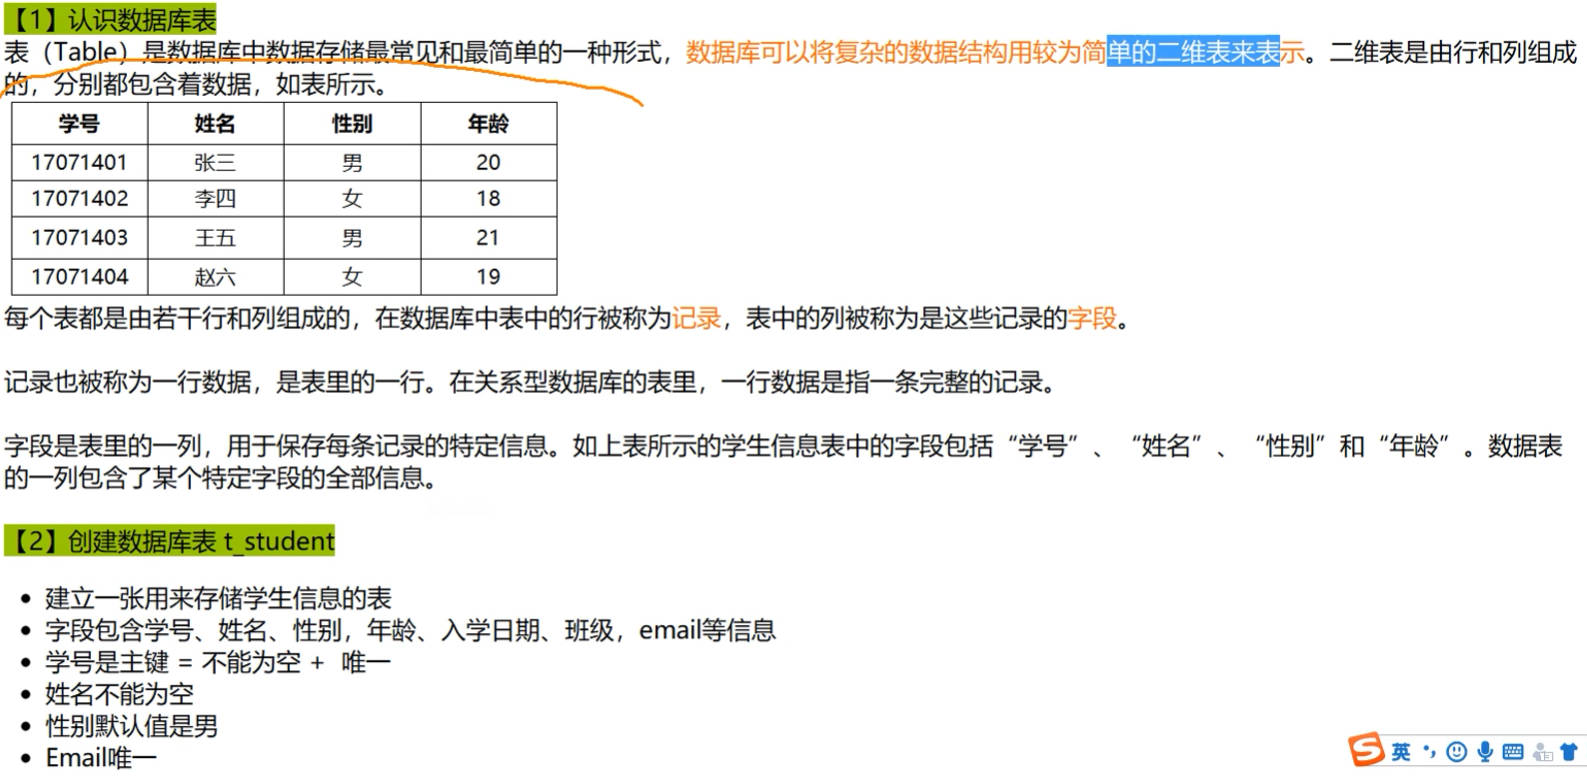 【1】认识数据库表
表（Table）是数据库中数据存储最常见和最简单的一种形式，数据库可以将复杂的数据结构用较为简单的二维表来表示。二维表是由行和列组成
的，分别都包含着数据，如表所示。
学号 姓名 性别 年龄
17071401 张三 男 20
17071402 李四 女 18
17071403 王五 男 21
17071404 赵六 女 19
每个表都是由若干行和列组成的，在数据库中表中的行被称为记录，表中的列被称为是这些记录的字段。
记录也被称为一行数据，是表里的一行。在关系型数据库的表里，一行数据是指一条完整的记录。
字段是表里的一列，用于保存每条记录的特定信息。如上表所示的学生信息表中的字段包括“学号”、“姓名”、“性别”和“年龄”。数据表
的一列包含了某个特定字段的全部信息。
【2】创建数据库表 t_student
• 建立一张用来存储学生信息的表
• 字段包含学号、姓名、性别，年龄、入学日期、班级，email等信息
• 学号是主键 = 不能为空 + 唯一
• 姓名不能为空
• 性别默认值是男
• Email唯一
S 英